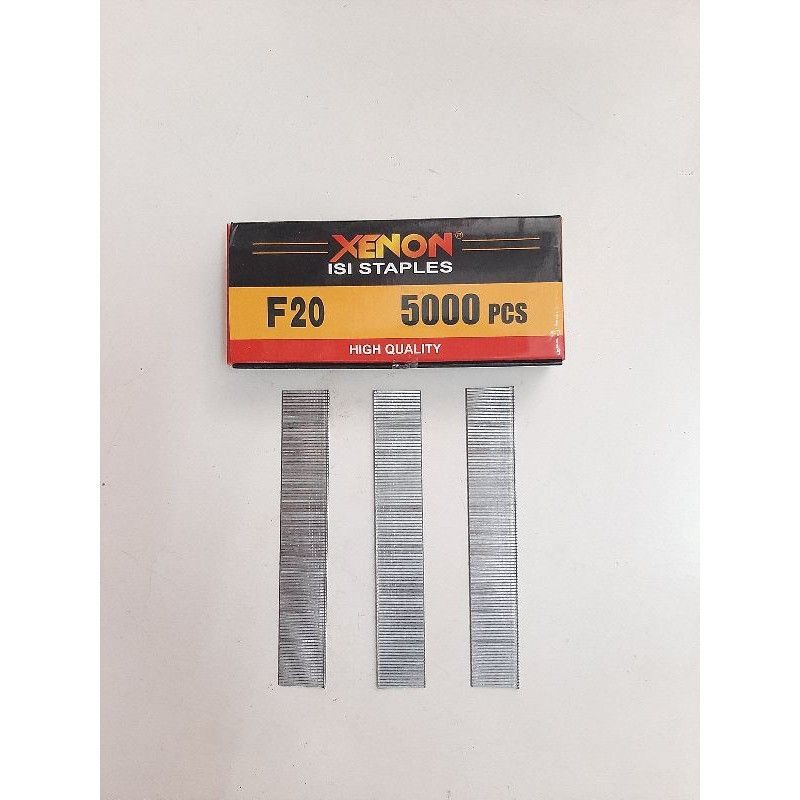 XENON
ISI STAPLES
F20 5000 PCS
HIGH QUALITY